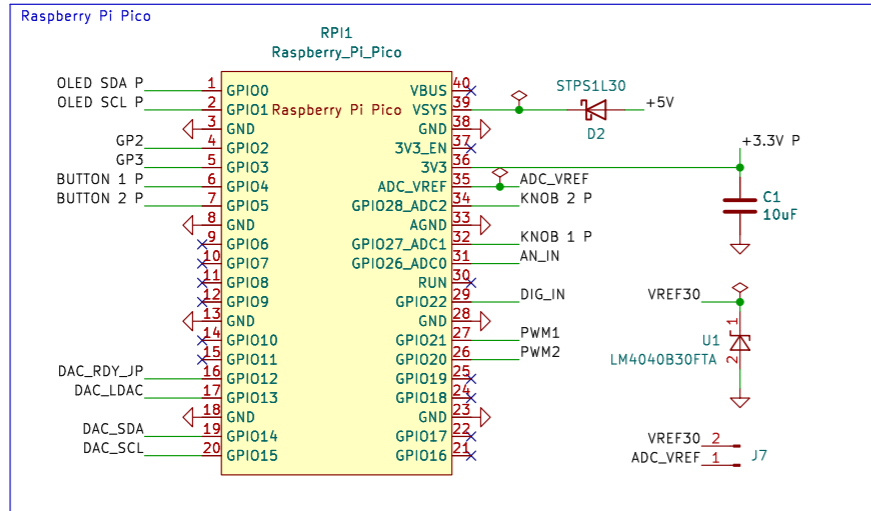 Raspberry Pi Pico
RPI1
Raspberry_Pi_Pico
Raspberry Pi Pico
OLED SDA P 1 GPIO0
OLED SCL P 2 GPIO1
3 GND
GP2 4 GPIO2
GP3 5 GPIO3
BUTTON 1 P 6 GPIO4
BUTTON 2 P 7 GPIO5
8 GND
9 GPIO6
10 GPIO7
11 GPIO8
12 GPIO9
13 GND
14 GPIO10
15 GPIO11
DAC_RDY_JP 16 GPIO12
DAC_LDAC 17 GPIO13
18 GND
DAC_SDA 19 GPIO14
DAC_SCL 20 GPIO15
VBUS 40
VSYS 39
GND 38
3V3_EN 37
3V3 36
ADC_VREF 35 ADC_VREF
GPIO28_ADC2 34 KNOB 2 P
AGND 33
GPIO27_ADC1 32 KNOB 1 P
GPIO26_ADC0 31 AN_IN
RUN 30
GPIO22 29 DIG_IN
GND 28
GPIO21 27 PWM1
GPIO20 26 PWM2
GPIO19 25
GPIO18 24
GND 23
GPIO17 22
GPIO16 21
STPS1L30
+5V
D2
+3.3V P
C1
10uF
VREF30
1
U1
2
LM4040B30FTA
VREF30 2
ADC_VREF 1
J7